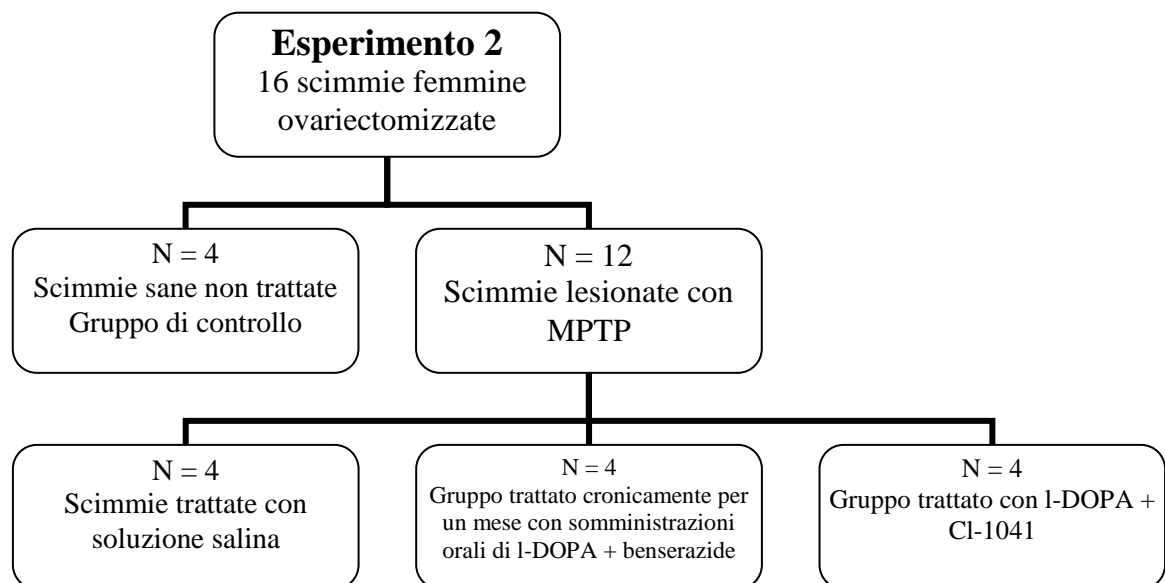 Esperimento 2
16 scimmie femmine
ovariectomizzate
N = 4
Scimmie sane non trattate
Gruppo di controllo
N = 12
Scimmie lesionate con
MPTP
N = 4
Scimmie trattate con
soluzione salina
N = 4
Gruppo trattato cronicamente per
un mese con somministrazioni
orali di l-DOPA + benserazide
N = 4
Gruppo trattato con l-DOPA +
Cl-1041